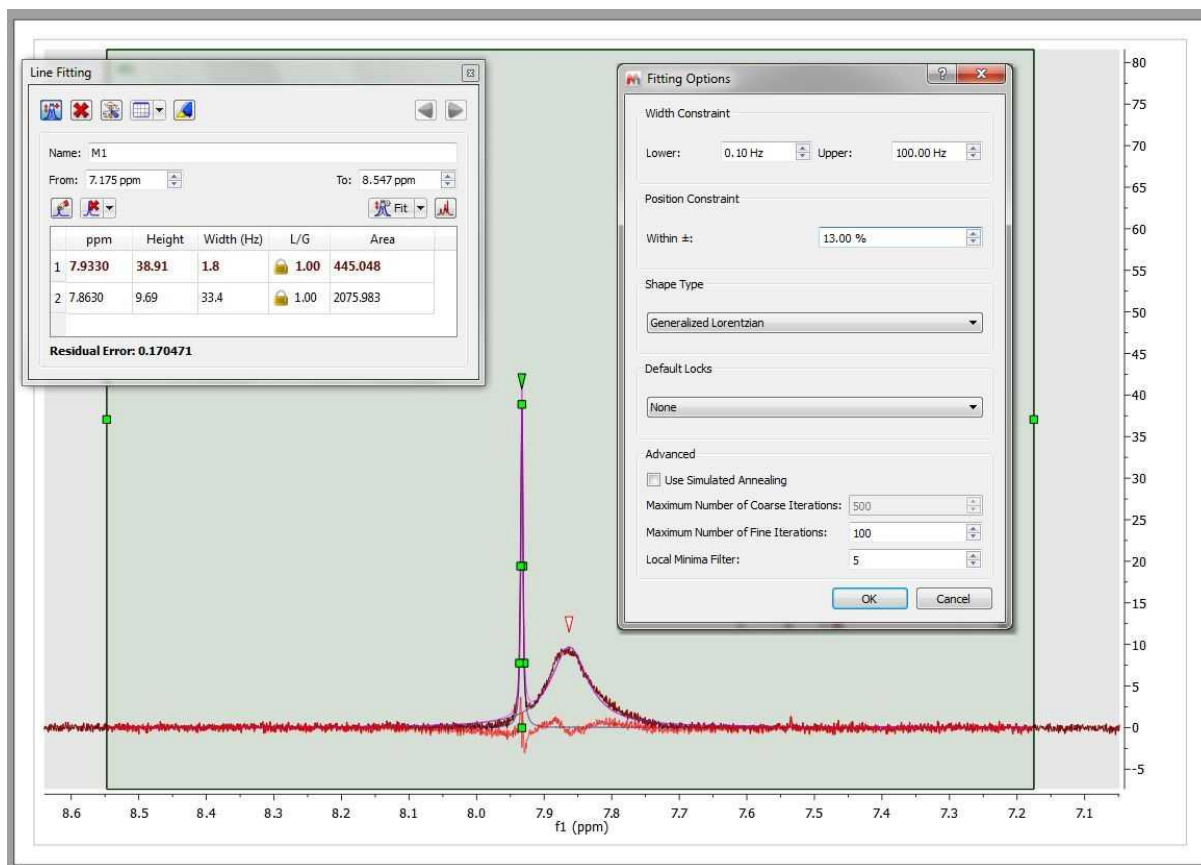 Line Fitting
Name: M1
From: 7.175 ppm To: 8.547 ppm
Fit
ppm Height Width (Hz) L/G Area
1 7.9330 38.91 1.8 1.00 445.048
2 7.8630 9.69 33.4 1.00 2075.983
Residual Error: 0.170471
Fitting Options
Width Constraint
Lower: 0.10 Hz Upper: 100.00 Hz
Position Constraint
Within ±: 13.00 %
Shape Type
Generalized Lorentzian
Default Locks
None
Advanced
Use Simulated Annealing
Maximum Number of Coarse Iterations: 500
Maximum Number of Fine Iterations: 100
Local Minima Filter: 5
OK Cancel
80
75
70
65
60
55
50
45
40
35
30
25
20
15
10
5
0
-5
8.6 8.5 8.4 8.3 8.2 8.1 8.0 7.9 7.8 7.7 7.6 7.5 7.4 7.3 7.2 7.1
f1 (ppm)